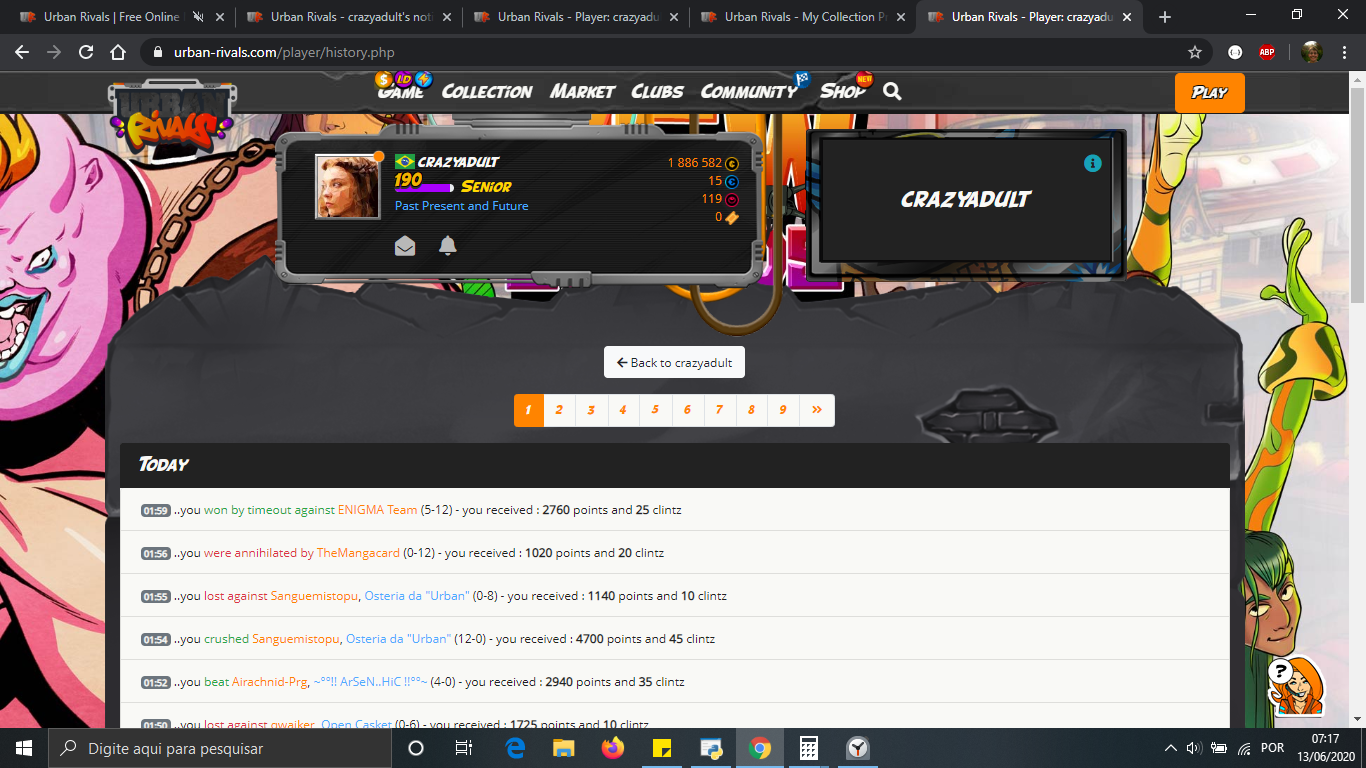 Urban Rivals | Free Online
Urban Rivals - crazyadult's noti
Urban Rivals - Player: crazyadu
Urban Rivals - My Collection Pr
Urban Rivals - Player: crazyadu
urban-rivals.com/player/history.php
ABP
URBAN RIVALS
GAME
COLLECTION
MARKET
CLUBS
COMMUNITY
SHOP
NEW
PLAY
CRAZYADULT
190 SENIOR
Past Present and Future
1 886 582
15
119
0
CRAZYADULT
Back to crazyadult
1 2 3 4 5 6 7 8 9 »
TODAY
01:59 ..you won by timeout against ENIGMA Team (5-12) - you received : 2760 points and 25 clintz
01:56 ..you were annihilated by TheMangacard (0-12) - you received : 1020 points and 20 clintz
01:55 ..you lost against Sanguemistopu, Osteria da "Urban" (0-8) - you received : 1140 points and 10 clintz
01:54 ..you crushed Sanguemistopu, Osteria da "Urban" (12-0) - you received : 4700 points and 45 clintz
01:52 ..you beat Airachnid-Prg, ~°°!! ArSeN..HiC !!°°~ (4-0) - you received : 2940 points and 35 clintz
01:50 ..you lost against qwaiker, Open Casket (0-6) - you received : 1725 points and 10 clintz
?
Digite aqui para pesquisar
POR
07:17
13/06/2020